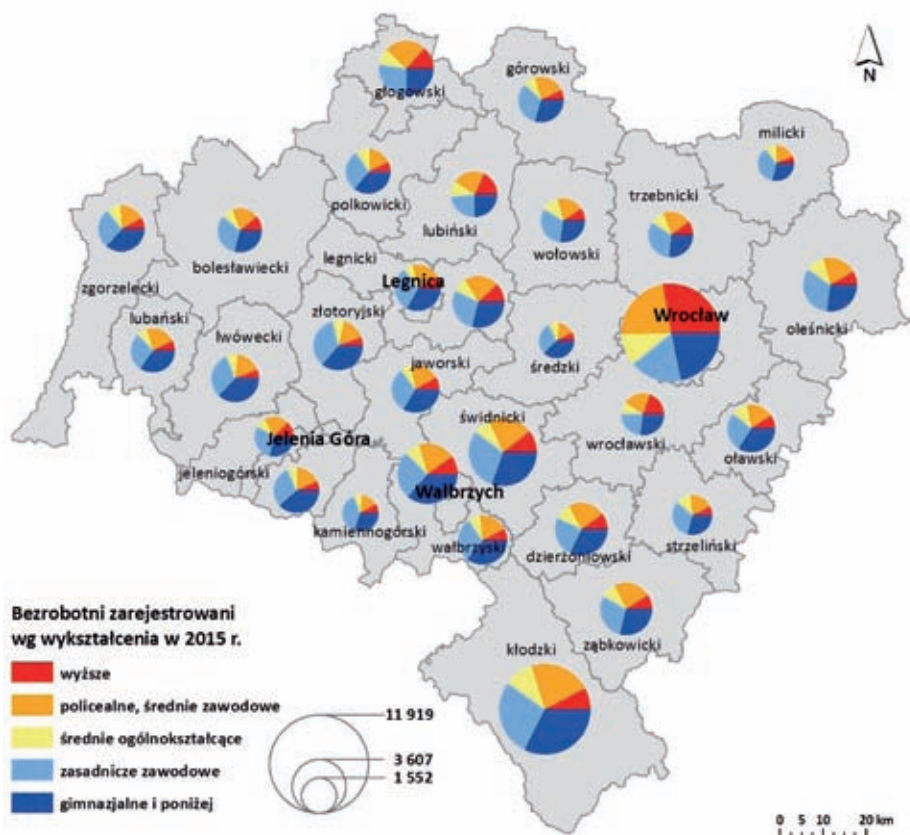 głogowski
górowski
N
milicki
polkowicki
trzebnicki
lubiński
wołowski
legnicki
bolesławiecki
Legnica
zgorzelecki
złotoryjski
Wrocław
oleśnicki
lubański
lwówecki
średzki
jaworski
świdnicki
wrocławski
Jelenia Góra
oławski
jeleniogórski
Wałbrzych
kamiennogórski
wałbrzyski
dzierżoniowski
strzeliński
ząbkowicki
kłodzki
Bezrobotni zarejestrowani
wg wykształcenia w 2015 r.
wyższe
policealne, średnie zawodowe
średnie ogólnokształcące
zasadnicze zawodowe
gimnazjalne i poniżej
11 919
3 607
1 552
0 5 10 20 km